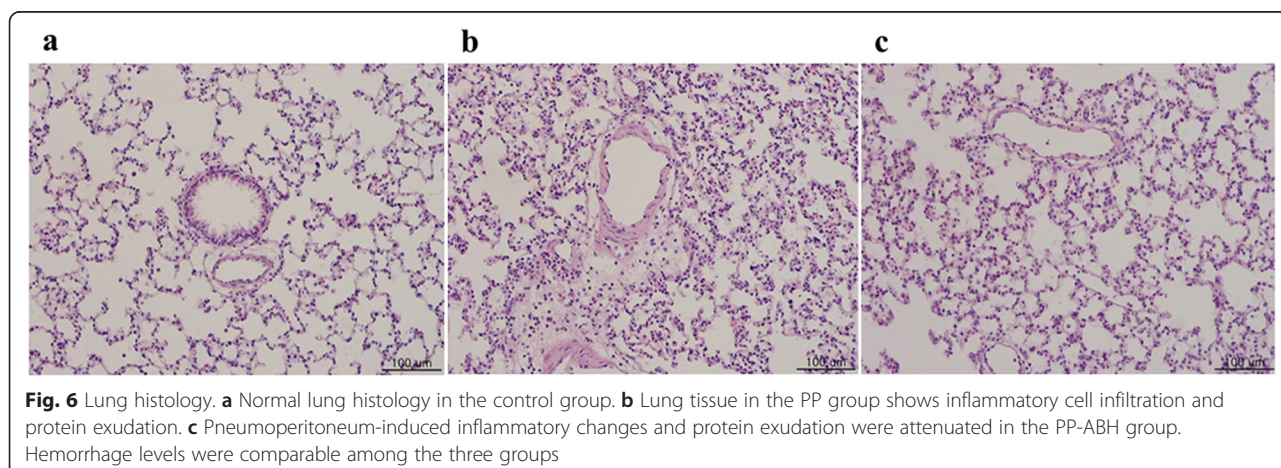 a b c
100 um 100 um 100 um
Fig. 6 Lung histology. a Normal lung histology in the control group. b Lung tissue in the PP group shows inflammatory cell infiltration and
protein exudation. c Pneumoperitoneum-induced inflammatory changes and protein exudation were attenuated in the PP-ABH group.
Hemorrhage levels were comparable among the three groups